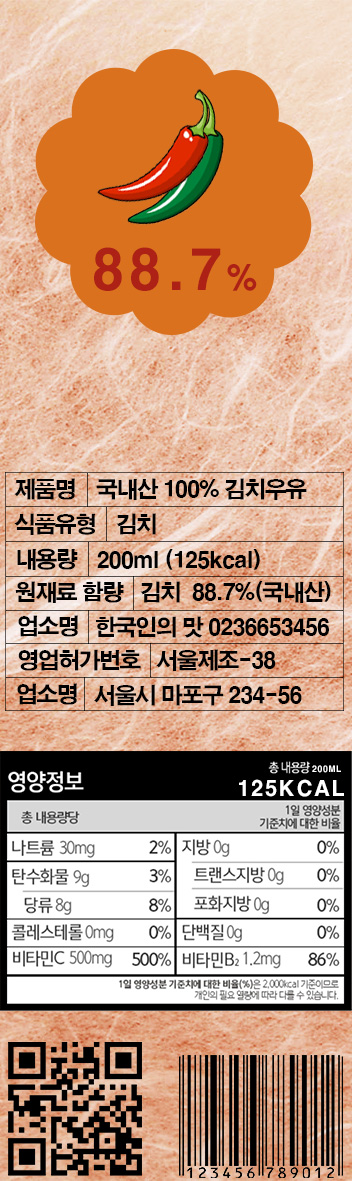 88.7%
제품명 국내산 100% 김치우유
식품유형 김치
내용량 200ml (125kcal)
원재료 함량 김치 88.7%(국내산)
업소명 한국인의 맛 0236653456
영업허가번호 서울제조-38
업소명 서울시 마포구 234-56
영양정보 총 내용량 200ML
125KCAL
총 내용량당 1일 영양성분
기준치에 대한 비율
나트륨 30mg 2% 지방 0g 0%
탄수화물 9g 3% 트랜스지방 0g 0%
당류 8g 8% 포화지방 0g 0%
콜레스테롤 0mg 0% 단백질 0g 0%
비타민C 500mg 500% 비타민B₂ 1.2mg 86%
1일 영양성분 기준치에 대한 비율(%)은 2,000kcal 기준이므로
개인의 필요 열량에 따라 다를 수 있습니다.
123456 789012